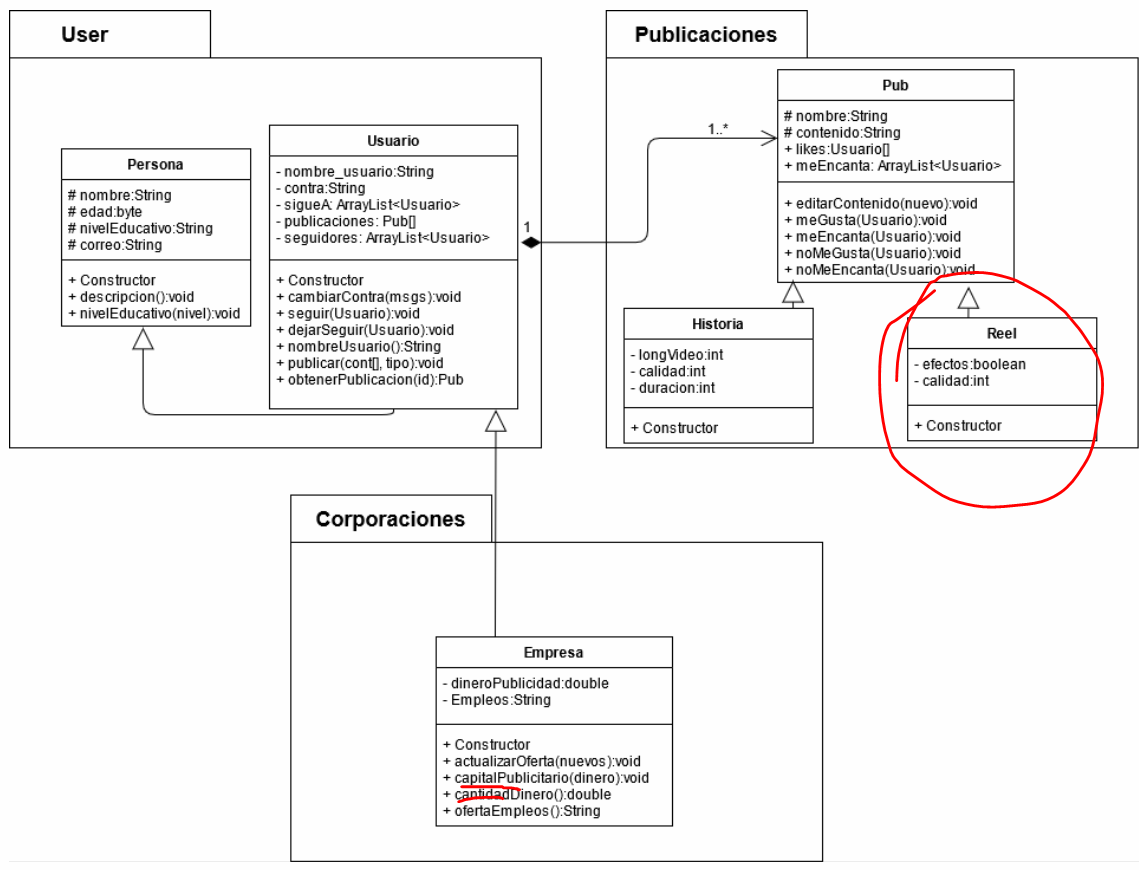 User
Persona
# nombre:String
# edad:byte
# nivelEducativo:String
# correo:String
+ Constructor
+ descripcion():void
+ nivelEducativo(nivel):void
Usuario
- nombre_usuario:String
- contra:String
- sigueA: ArrayList<Usuario>
- publicaciones: Pub[]
- seguidores: ArrayList<Usuario>
+ Constructor
+ cambiarContra(msgs):void
+ seguir(Usuario):void
+ dejarSeguir(Usuario):void
+ nombreUsuario():String
+ publicar(cont[], tipo):void
+ obtenerPublicacion(id):Pub
1
1..*
Publicaciones
Pub
# nombre:String
# contenido:String
+ likes:Usuario[]
+ meEncanta: ArrayList<Usuario>
+ editarContenido(nuevo):void
+ meGusta(Usuario):void
+ meEncanta(Usuario):void
+ noMeGusta(Usuario):void
+ noMeEncanta(Usuario):void
Historia
- longVideo:int
- calidad:int
- duracion:int
+ Constructor
Reel
- efectos:boolean
- calidad:int
+ Constructor
Corporaciones
Empresa
- dineroPublicidad:double
- Empleos:String
+ Constructor
+ actualizarOferta(nuevos):void
+ capitalPublicitario(dinero):void
+ cantidadDinero():double
+ ofertaEmpleos():String